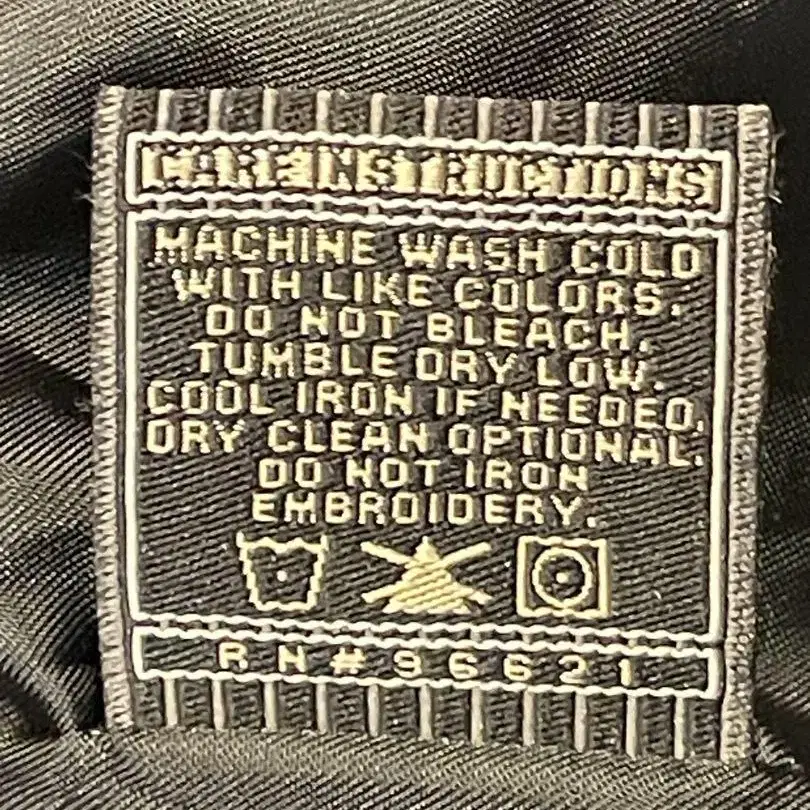 CARE INSTRUCTIONS
MACHINE WASH COLD
WITH LIKE COLORS.
DO NOT BLEACH.
TUMBLE DRY LOW.
COOL IRON IF NEEDED.
DRY CLEAN OPTIONAL.
DO NOT IRON
EMBROIDERY.
RN#96621